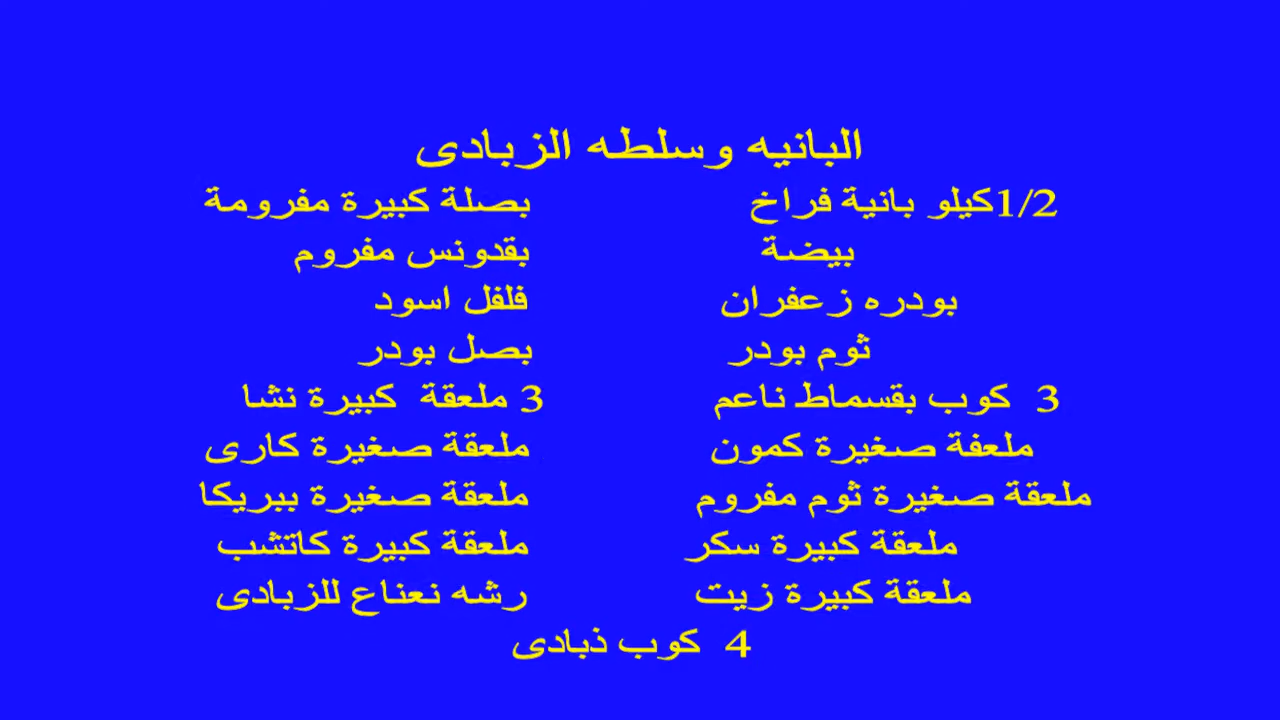 البانيه وسلطه الزبادى
1/2كيلو بانية فراخ بصلة كبيرة مفرومة
بيضة بقدونس مفروم
بودره زعفران فلفل اسود
ثوم بودر بصل بودر
3 كوب بقسماط ناعم 3 ملعقة كبيرة نشا
ملعفة صغيرة كمون ملعقة صغيرة كارى
ملعقة صغيرة ثوم مفروم ملعقة صغيرة ببريكا
ملعقة كبيرة سكر ملعقة كبيرة كاتشب
ملعقة كبيرة زيت رشه نعناع للزبادى
4 كوب ذبادى